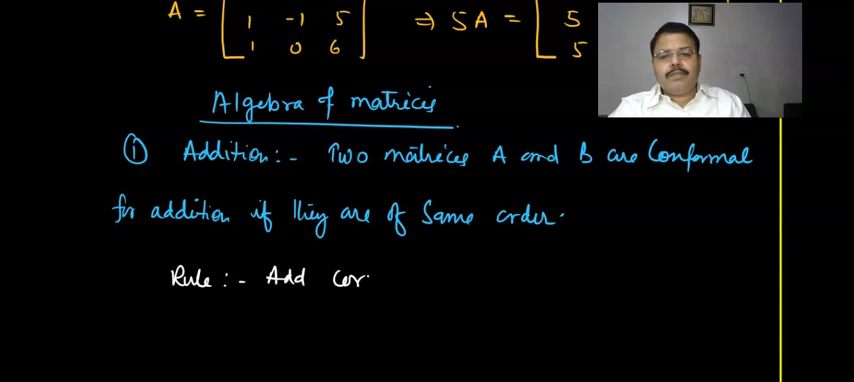 A = [ 1 -1 5 ⇒ 5A = [ 5
1 0 6 ] 5
Algebra of matrices
① Addition:- Two matrices A and B are Conformal
for addition if they are of Same order.
Rule:- Add Cor